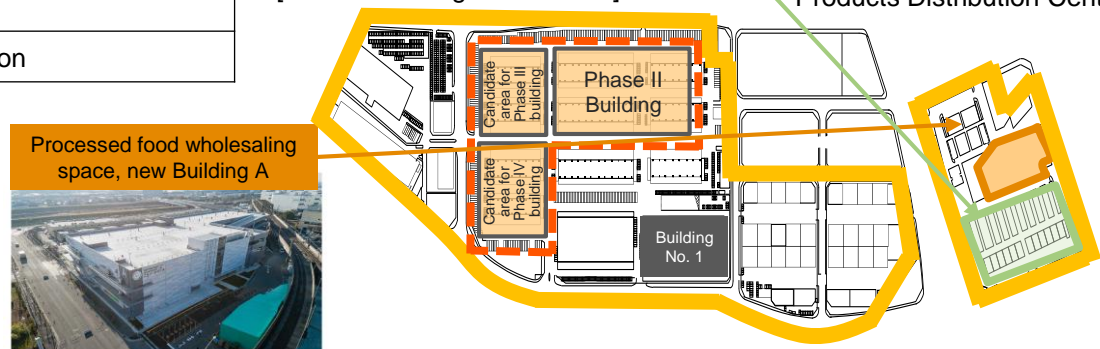 on
Products Distribution Cent
Phase II
Building
Candidate
area for
Phase III
building
Candidate
area for
Phase IV
building
Building
No. 1
Processed food wholesaling
space, new Building A